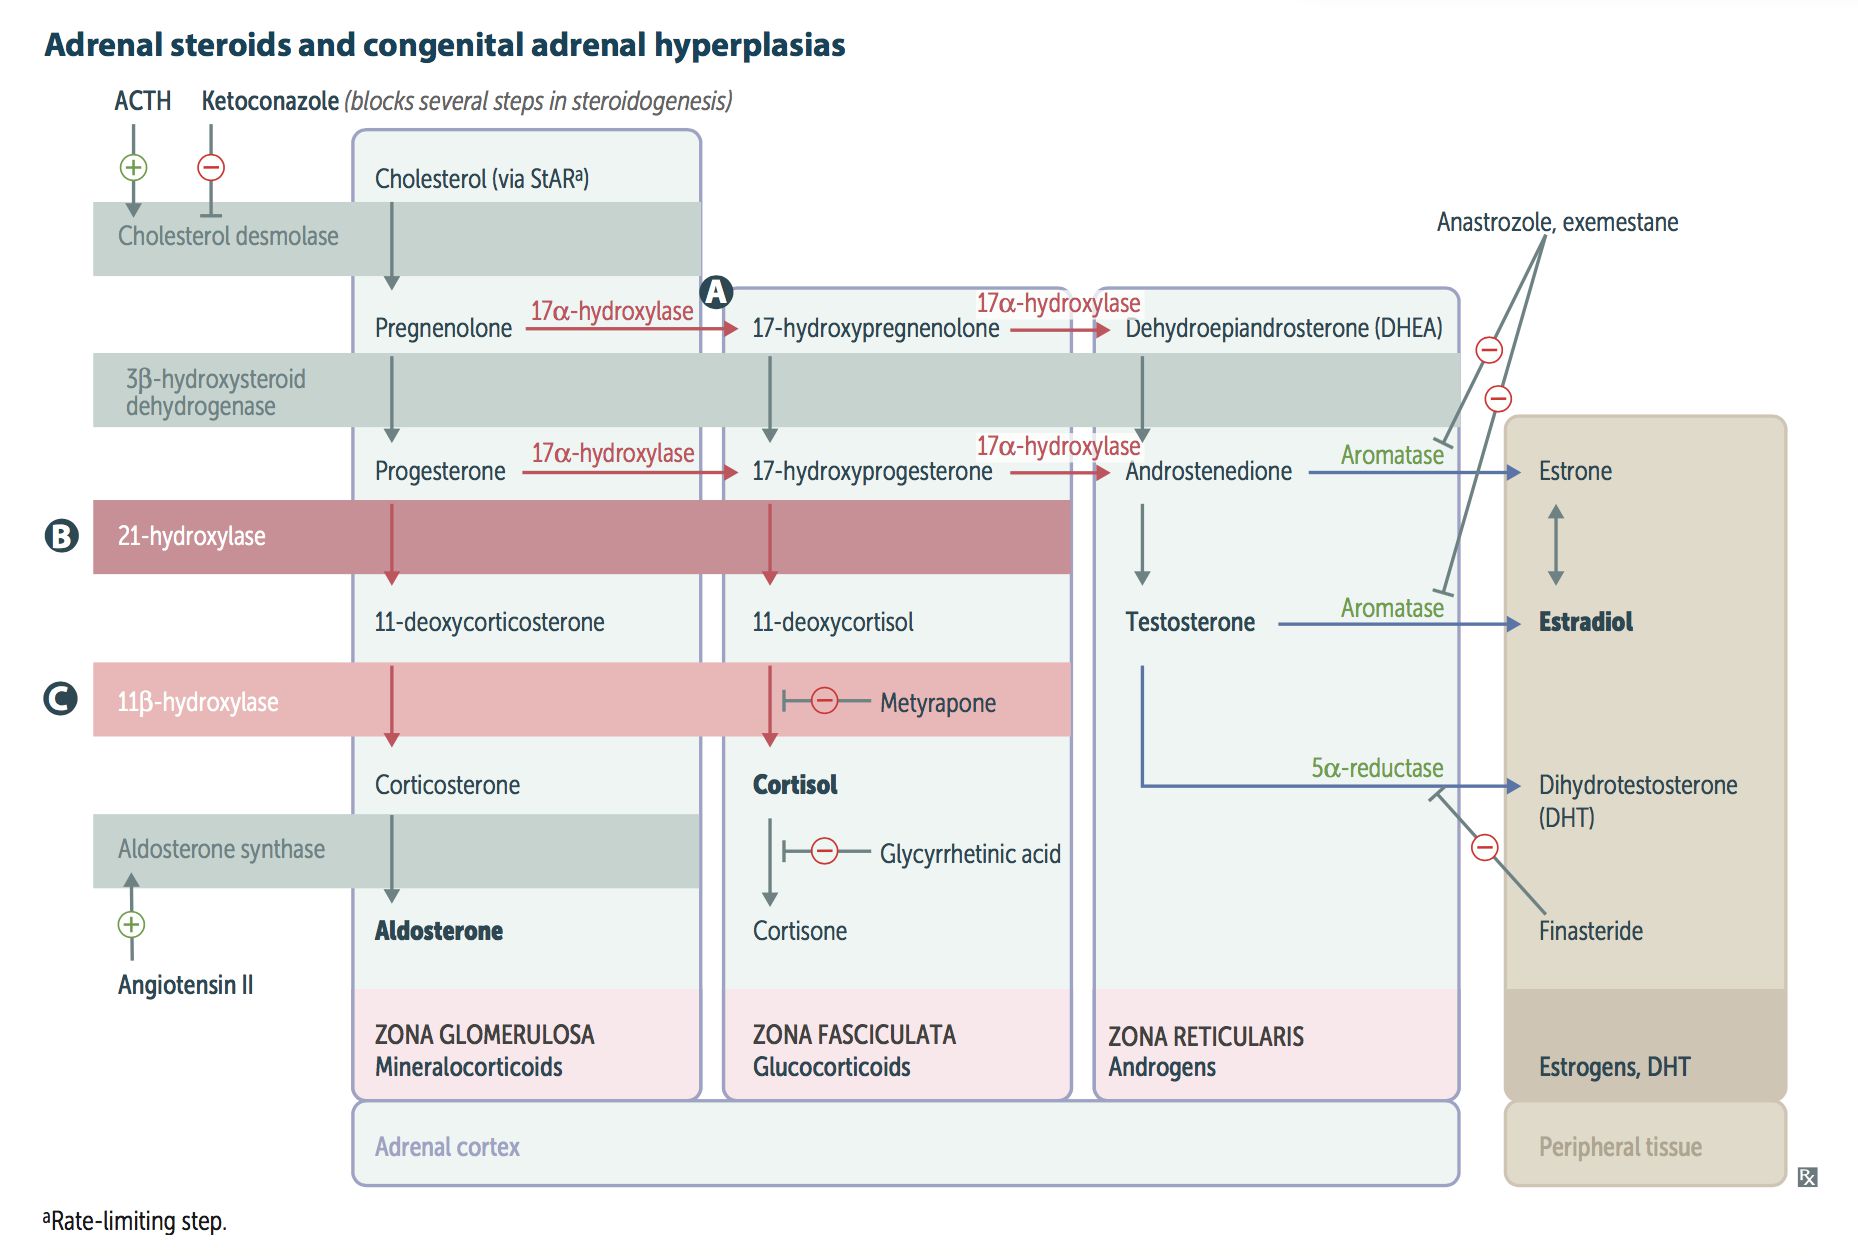 Adrenal steroids and congenital adrenal hyperplasias
ACTH
Ketoconazole (blocks several steps in steroidogenesis)
Cholesterol (via StARᵃ)
Cholesterol desmolase
Anastrozole, exemestane
A
17α-hydroxylase
17α-hydroxylase
Pregnenolone
17-hydroxypregnenolone
Dehydroepiandrosterone (DHEA)
3β-hydroxysteroid
dehydrogenase
17α-hydroxylase
17α-hydroxylase
Aromatase
Progesterone
17-hydroxyprogesterone
Androstenedione
Estrone
B
21-hydroxylase
11-deoxycorticosterone
11-deoxycortisol
Testosterone
Aromatase
Estradiol
C
11β-hydroxylase
Metyrapone
Corticosterone
Cortisol
5α-reductase
Dihydrotestosterone
(DHT)
Aldosterone synthase
Glycyrrhetinic acid
Aldosterone
Cortisone
Finasteride
Angiotensin II
ZONA GLOMERULOSA
Mineralocorticoids
ZONA FASCICULATA
Glucocorticoids
ZONA RETICULARIS
Androgens
Estrogens, DHT
Adrenal cortex
Peripheral tissue
Rx
ᵃRate-limiting step.